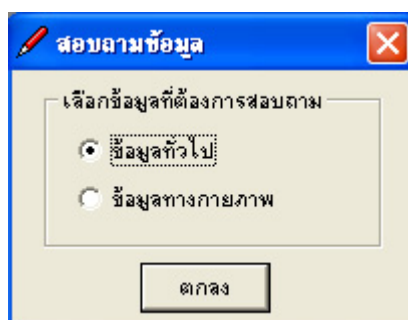 สอบถามข้อมูล
เลือกข้อมูลที่ต้องการสอบถาม
ข้อมูลทั่วไป
ข้อมูลทางกายภาพ
ตกลง